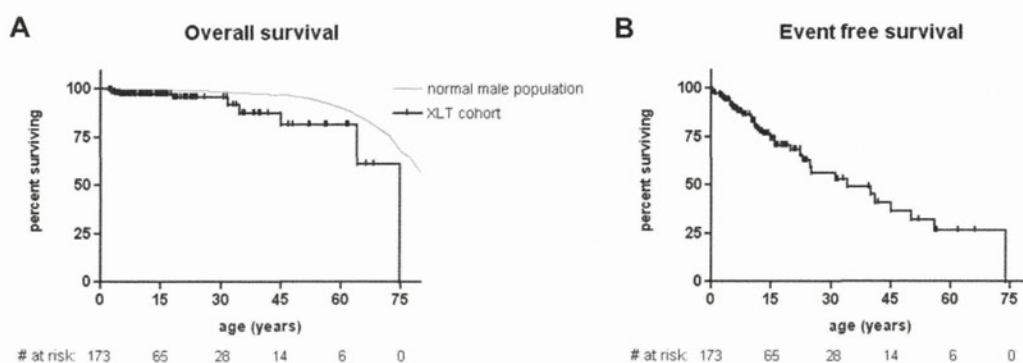 A
Overall survival
percent surviving
100
75
50
25
0
0 15 30 45 60 75
age (years)
# at risk: 173 65 28 14 6 0
normal male population
XLT cohort
B
Event free survival
percent surviving
100
75
50
25
0
0 15 30 45 60 75
age (years)
# at risk: 173 65 28 14 6 0